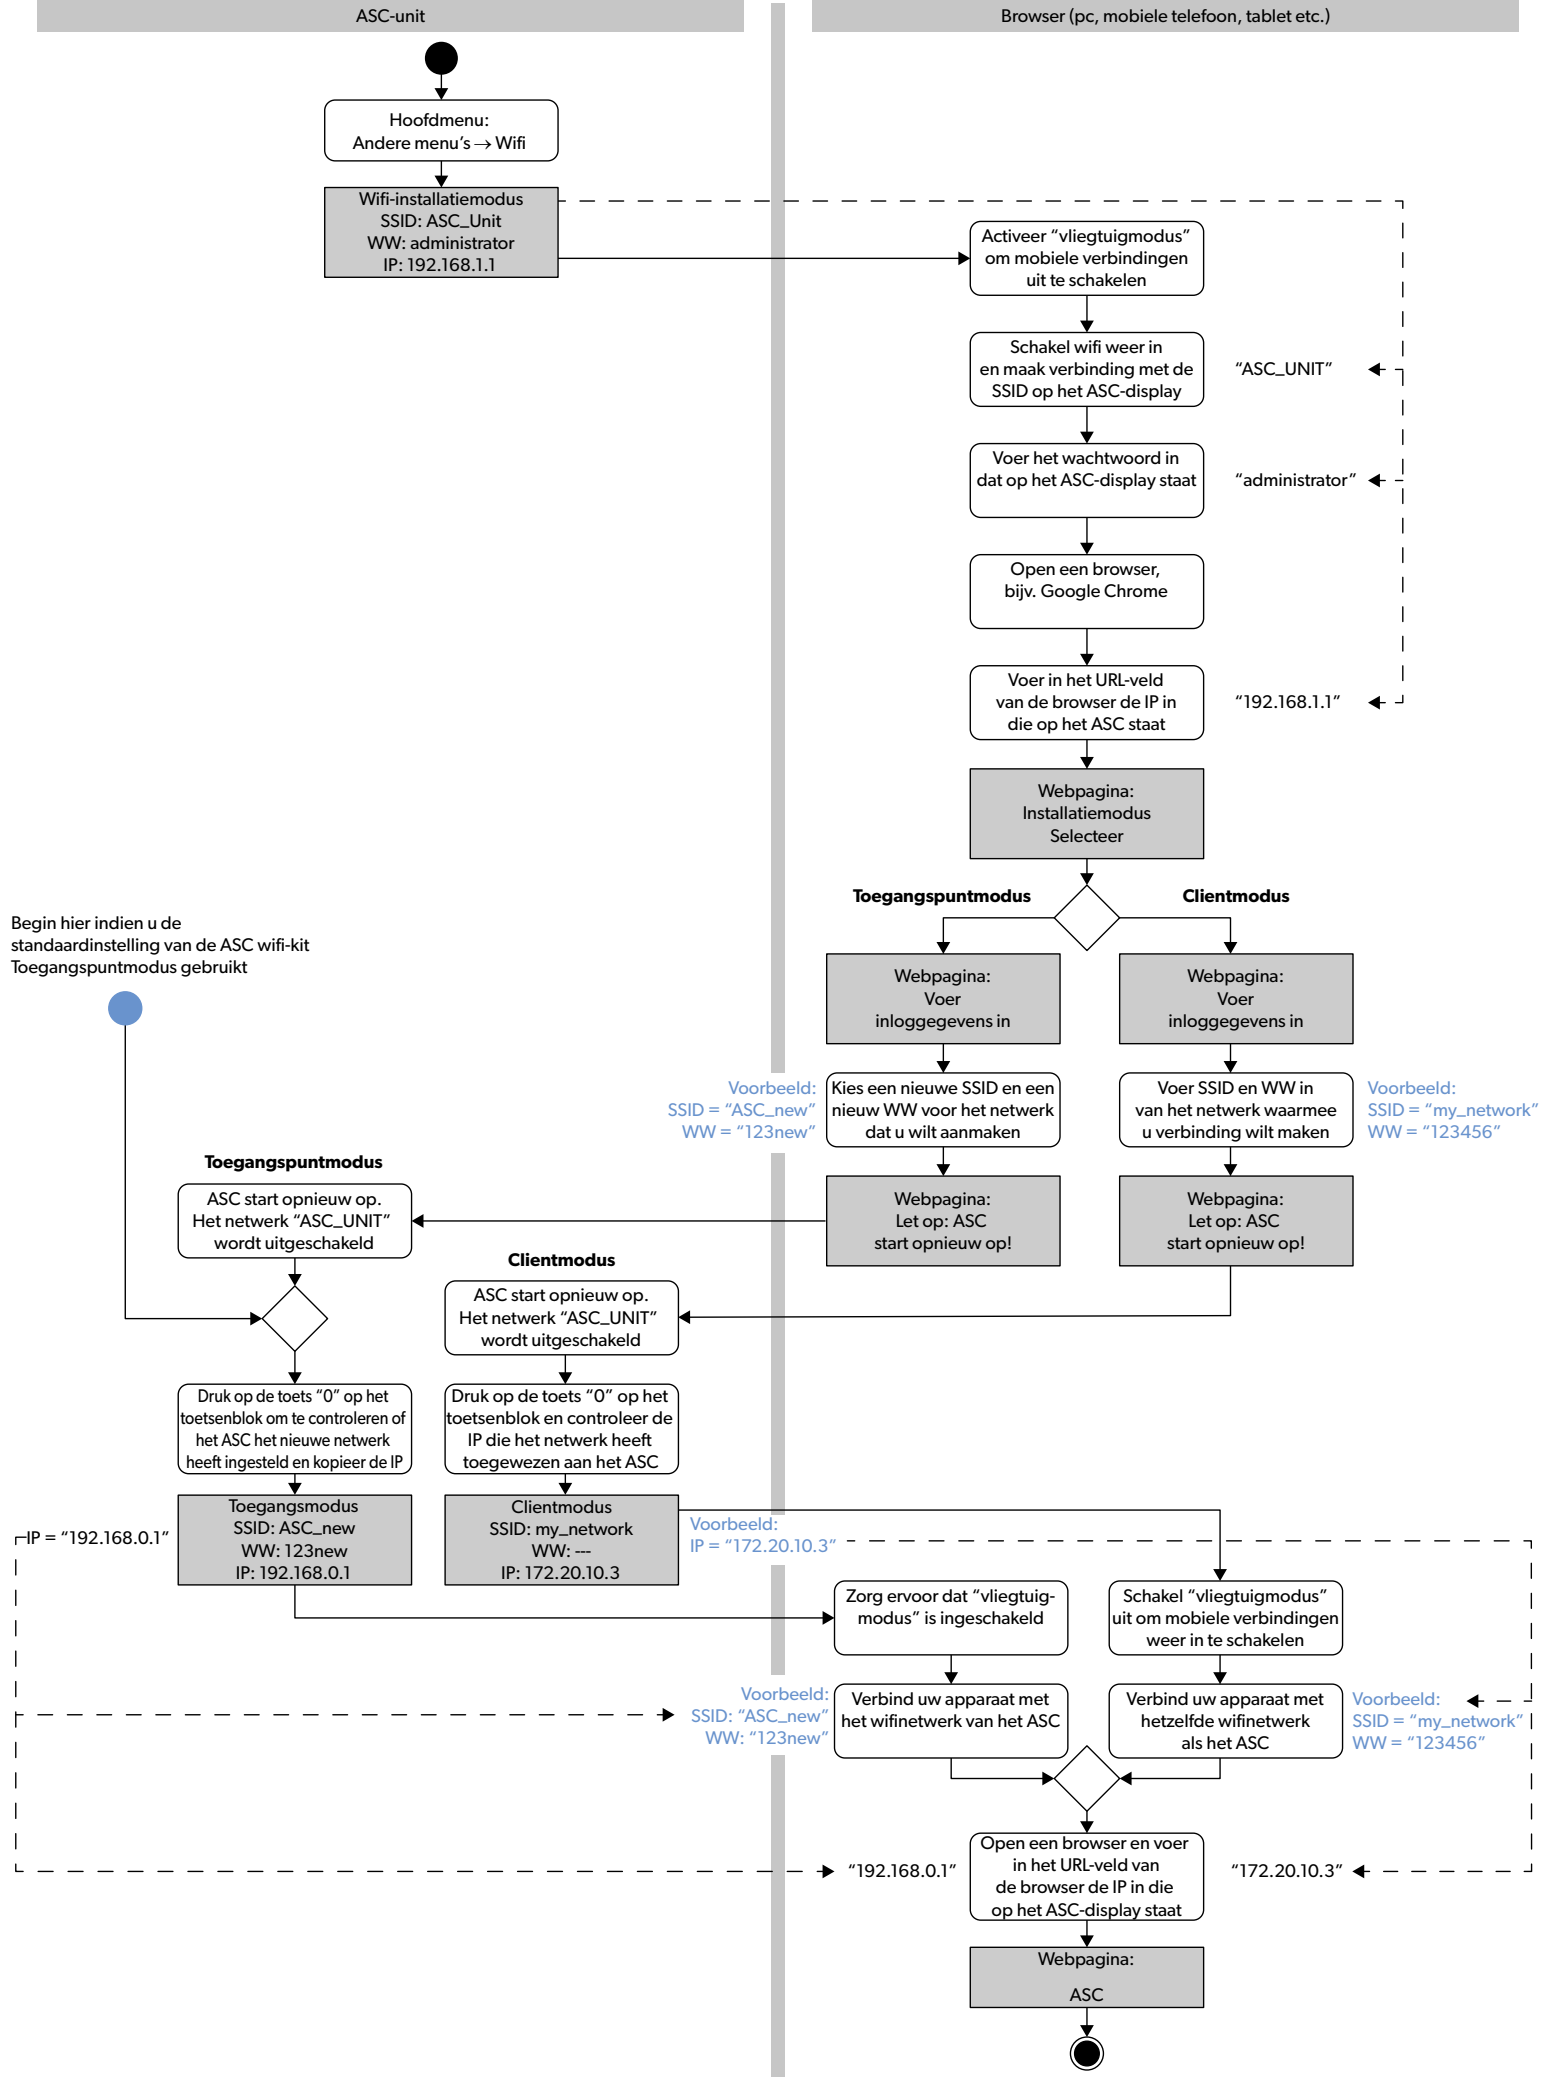 ASC-unit
Browser (pc, mobiele telefoon, tablet etc.)
Hoofdmenu:
Andere menu's → Wifi
Wifi-installatiemodus
SSID: ASC_Unit
WW: administrator
IP: 192.168.1.1
Activeer “vliegtuigmodus”
om mobiele verbindingen
uit te schakelen
Schakel wifi weer in
en maak verbinding met de
SSID op het ASC-display
“ASC_UNIT”
Voer het wachtwoord in
dat op het ASC-display staat
“administrator”
Open een browser,
bijv. Google Chrome
Voer in het URL-veld
van de browser de IP in
die op het ASC staat
“192.168.1.1”
Webpagina:
Installatiemodus
Selecteer
Toegangspuntmodus
Clientmodus
Begin hier indien u de
standaardinstelling van de ASC wifi-kit
Toegangspuntmodus gebruikt
Webpagina:
Voer
inloggegevens in
Webpagina:
Voer
inloggegevens in
Voorbeeld:
SSID = “ASC_new”
WW = “123new”
Kies een nieuwe SSID en een
nieuw WW voor het netwerk
dat u wilt aanmaken
Voer SSID en WW in
van het netwerk waarmee
u verbinding wilt maken
Voorbeeld:
SSID = “my_network”
WW = “123456”
Webpagina:
Let op: ASC
start opnieuw op!
Webpagina:
Let op: ASC
start opnieuw op!
Toegangspuntmodus
ASC start opnieuw op.
Het netwerk “ASC_UNIT”
wordt uitgeschakeld
Clientmodus
ASC start opnieuw op.
Het netwerk “ASC_UNIT”
wordt uitgeschakeld
Druk op de toets “0” op het
toetsenblok om te controleren of
het ASC het nieuwe netwerk
heeft ingesteld en kopieer de IP
Druk op de toets “0” op het
toetsenblok en controleer de
IP die het netwerk heeft
toegewezen aan het ASC
IP = “192.168.0.1”
Toegangsmodus
SSID: ASC_new
WW: 123new
IP: 192.168.0.1
Clientmodus
SSID: my_network
WW: ---
IP: 172.20.10.3
Voorbeeld:
IP = “172.20.10.3”
Zorg ervoor dat “vliegtuig-
modus” is ingeschakeld
Schakel “vliegtuigmodus”
uit om mobiele verbindingen
weer in te schakelen
Voorbeeld:
SSID: “ASC_new”
WW: “123new”
Verbind uw apparaat met
het wifinetwerk van het ASC
Verbind uw apparaat met
hetzelfde wifinetwerk
als het ASC
Voorbeeld:
SSID = “my_network”
WW = “123456”
“192.168.0.1”
Open een browser en voer
in het URL-veld van
de browser de IP in die
op het ASC-display staat
“172.20.10.3”
Webpagina:
ASC